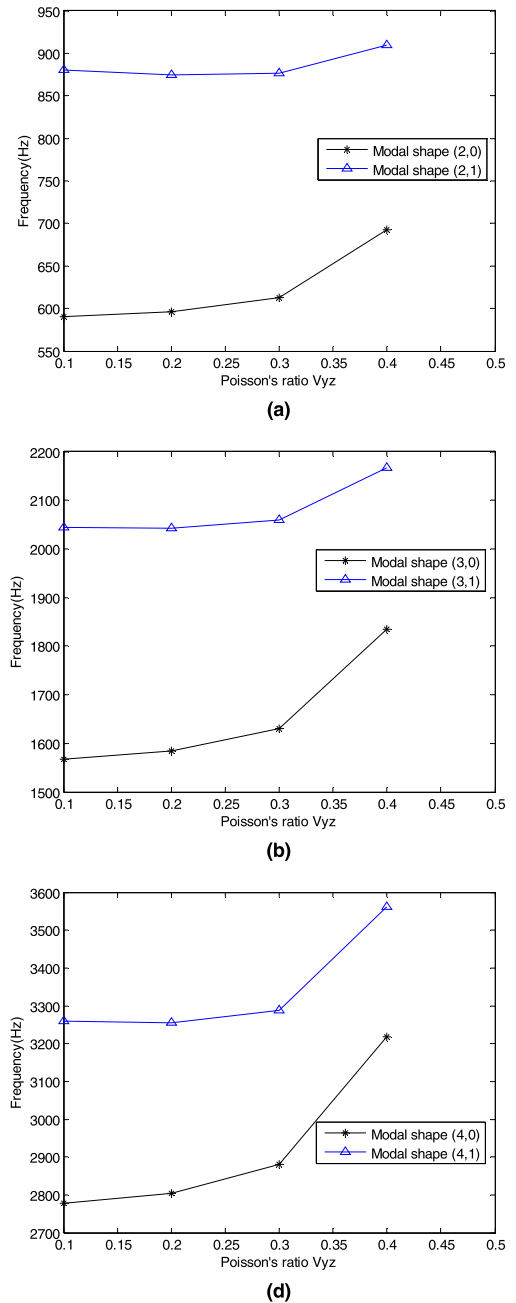 950
900
850
800
750
700
650
600
550
Frequency(Hz)
Modal shape (2,0)
Modal shape (2,1)
0.1 0.15 0.2 0.25 0.3 0.35 0.4 0.45 0.5
Poisson's ratio Vyz
(a)
2200
2100
2000
1900
1800
1700
1600
1500
Frequency(Hz)
Modal shape (3,0)
Modal shape (3,1)
0.1 0.15 0.2 0.25 0.3 0.35 0.4 0.45 0.5
Poisson's ratio Vyz
(b)
3600
3500
3400
3300
3200
3100
3000
2900
2800
2700
Frequency(Hz)
Modal shape (4,0)
Modal shape (4,1)
0.1 0.15 0.2 0.25 0.3 0.35 0.4 0.45 0.5
Poisson's ratio Vyz
(d)